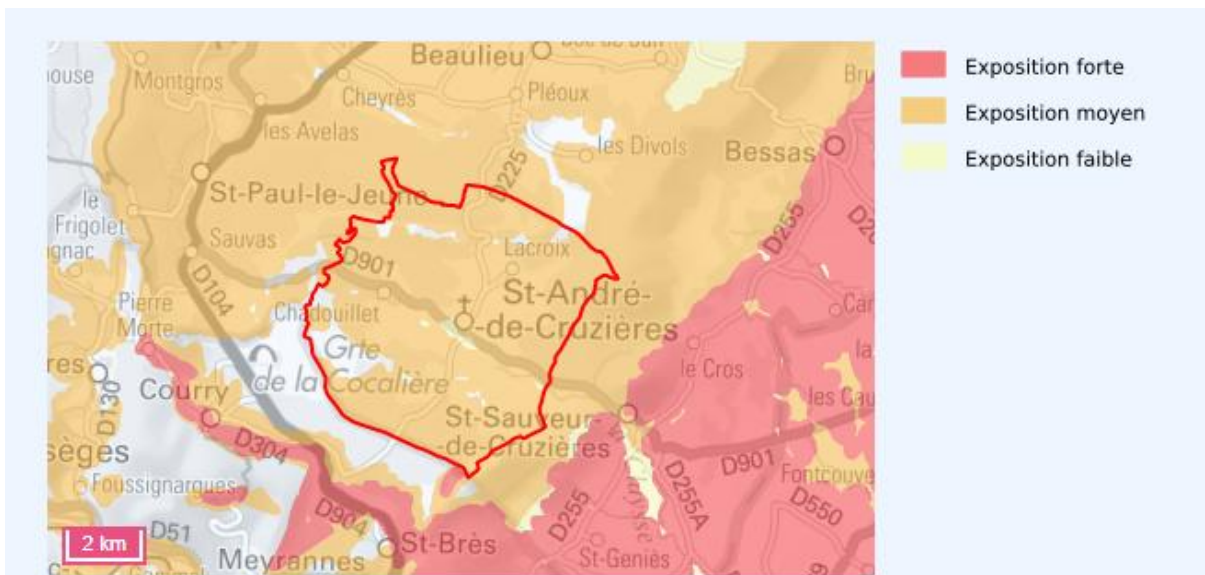 Beaulieu
Montgros
Cheyrès
Pléoux
les Avelas
les Divols
Bessas
D225
D255
St-Paul-le-Jeune
le
Frigolet
Sauvas
Lacroix
D901
D104
St-André-
-de-Cruzières
Pierre
Morte
Chadouillet
Grte
de la Cocalière
le Cros
Courry
D130
St-Sauveur
-de-Cruzières
D304
D901
Foussignargues
D904
D255
D255A
D550
D51
St-Brès
Meyrannes
St-Geniès
2 km
Exposition forte
Exposition moyen
Exposition faible